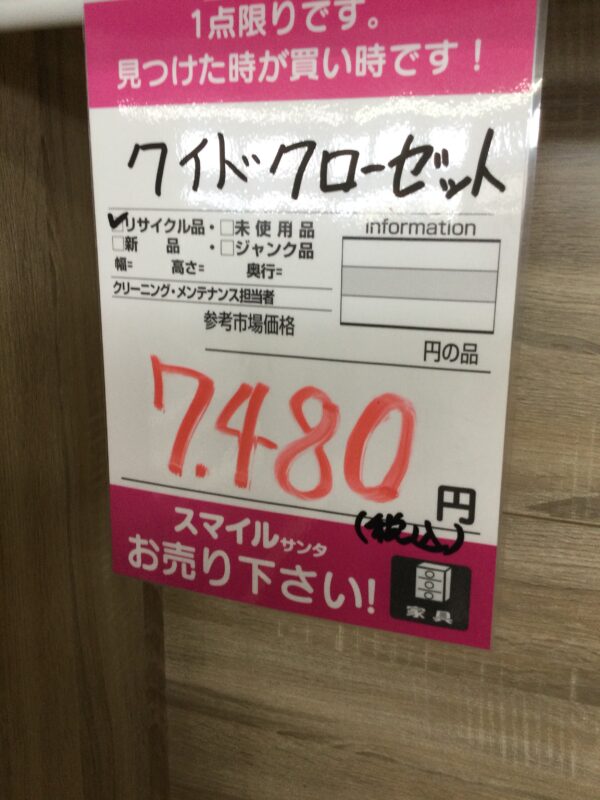 1点限りです。
見つけた時が買い時です！
ワイドクローゼット
✓リサイクル品・□未使用品
□新品・□ジャンク品
幅= 高さ= 奥行=
information
クリーニング・メンテナンス担当者
参考市場価格
円の品
7.480円
(税込)
スマイルサンタ
お売り下さい!
家具